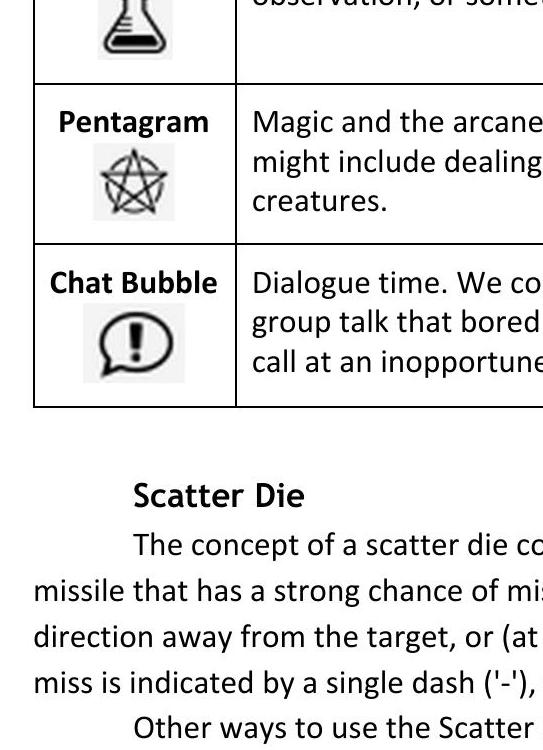 observation, or some
Pentagram
Magic and the arcane
might include dealing
creatures.
Chat Bubble
!
Dialogue time. We co
group talk that bored
call at an inopportune
Scatter Die
The concept of a scatter die co
missile that has a strong chance of mis
direction away from the target, or (at
miss is indicated by a single dash ('-'),
Other ways to use the Scatter